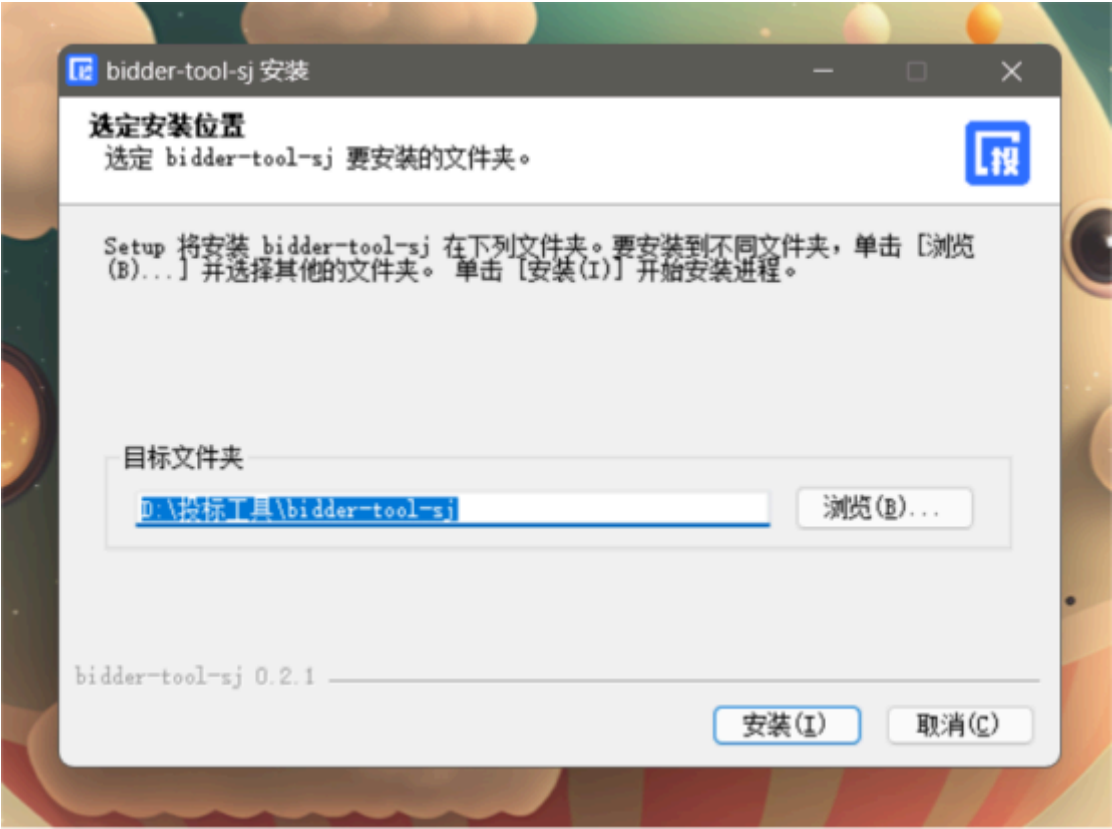 bidder-tool-sj 安装
选定安装位置
选定 bidder-tool-sj 要安装的文件夹。
投
Setup 将安装 bidder-tool-sj 在下列文件夹。要安装到不同文件夹，单击 [浏览
(B)...] 并选择其他的文件夹。 单击 [安装(I)] 开始安装进程。
目标文件夹
D:\投标工具\bidder-tool-sj
浏览(B)...
bidder-tool-sj 0.2.1
安装(I)
取消(C)